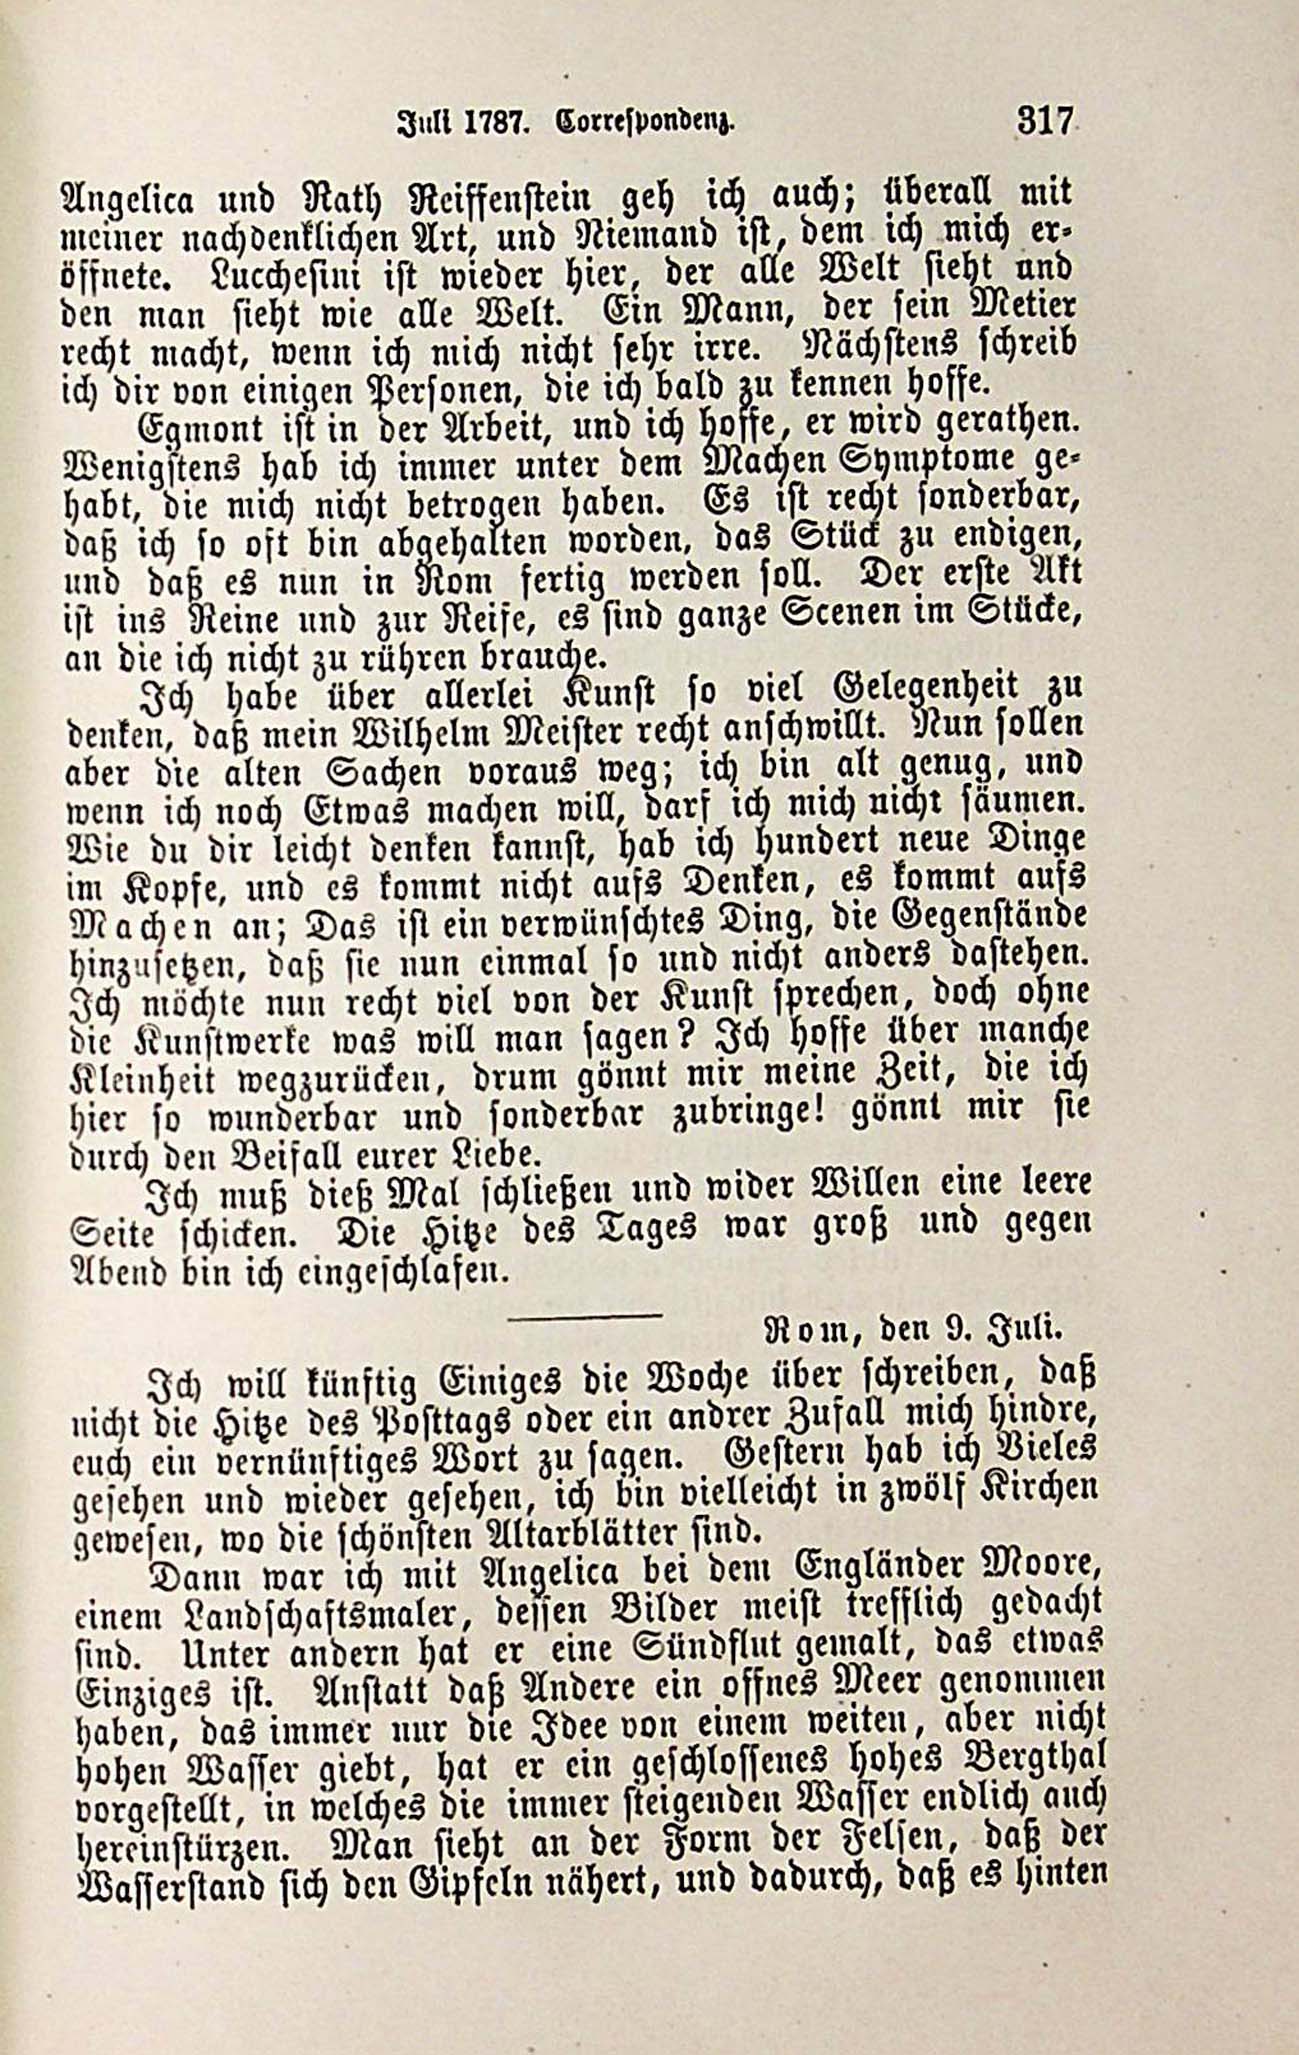 Juli 1787. Correspondenz. 317
Angelica und Rath Reiffenstein geh ich auch; überall mit
meiner nachdenklichen Art, und Niemand ist, dem ich mich er-
öffnete. Lucchesini ist wieder hier, der alle Welt sieht und
den man sieht wie alle Welt. Ein Mann, der sein Metier
recht macht, wenn ich mich nicht sehr irre. Nächstens schreib
ich dir von einigen Personen, die ich bald zu kennen hoffe.
Egmont ist in der Arbeit, und ich hoffe, er wird gerathen.
Wenigstens hab ich immer unter dem Machen Symptome ge-
habt, die mich nicht betrogen haben. Es ist recht sonderbar,
daß ich so oft bin abgehalten worden, das Stück zu endigen,
und daß es nun in Rom fertig werden soll. Der erste Akt
ist ins Reine und zur Reife, es sind ganze Scenen im Stücke,
an die ich nicht zu rühren brauche.
Ich habe über allerlei Kunst so viel Gelegenheit zu
denken, daß mein Wilhelm Meister recht anschwillt. Nun sollen
aber die alten Sachen voraus weg; ich bin alt genug, und
wenn ich noch Etwas machen will, darf ich mich nicht säumen.
Wie du dir leicht denken kannst, hab ich hundert neue Dinge
im Kopfe, und es kommt nicht aufs Denken, es kommt aufs
Machen an; Das ist ein verwünschtes Ding, die Gegenstände
hinzusetzen, daß sie nun einmal so und nicht anders dastehen.
Ich möchte nun recht viel von der Kunst sprechen, doch ohne
die Kunstwerke was will man sagen? Ich hoffe über manche
Kleinheit wegzurücken, drum gönnt mir meine Zeit, die ich
hier so wunderbar und sonderbar zubringe! gönnt mir sie
durch den Beifall eurer Liebe.
Ich muß dieß Mal schließen und wider Willen eine leere
Seite schicken. Die Hitze des Tages war groß und gegen
Abend bin ich eingeschlafen.
Rom, den 9. Juli.
Ich will künftig Einiges die Woche über schreiben, daß
nicht die Hitze des Posttags oder ein andrer Zufall mich hindre,
euch ein vernünftiges Wort zu sagen. Gestern hab ich Vieles
gesehen und wieder gesehen, ich bin vielleicht in zwölf Kirchen
gewesen, wo die schönsten Altarblätter sind.
Dann war ich mit Angelica bei dem Engländer Moore,
einem Landschaftsmaler, dessen Bilder meist trefflich gedacht
sind. Unter andern hat er eine Sündflut gemalt, das etwas
Einziges ist. Anstatt daß Andere ein offnes Meer genommen
haben, das immer nur die Idee von einem weiten, aber nicht
hohen Wasser giebt, hat er ein geschlossenes hohes Bergthal
vorgestellt, in welches die immer steigenden Wasser endlich auch
hereinstürzen. Man sieht an der Form der Felsen, daß der
Wasserstand sich den Gipfeln nähert, und dadurch, daß es hinten